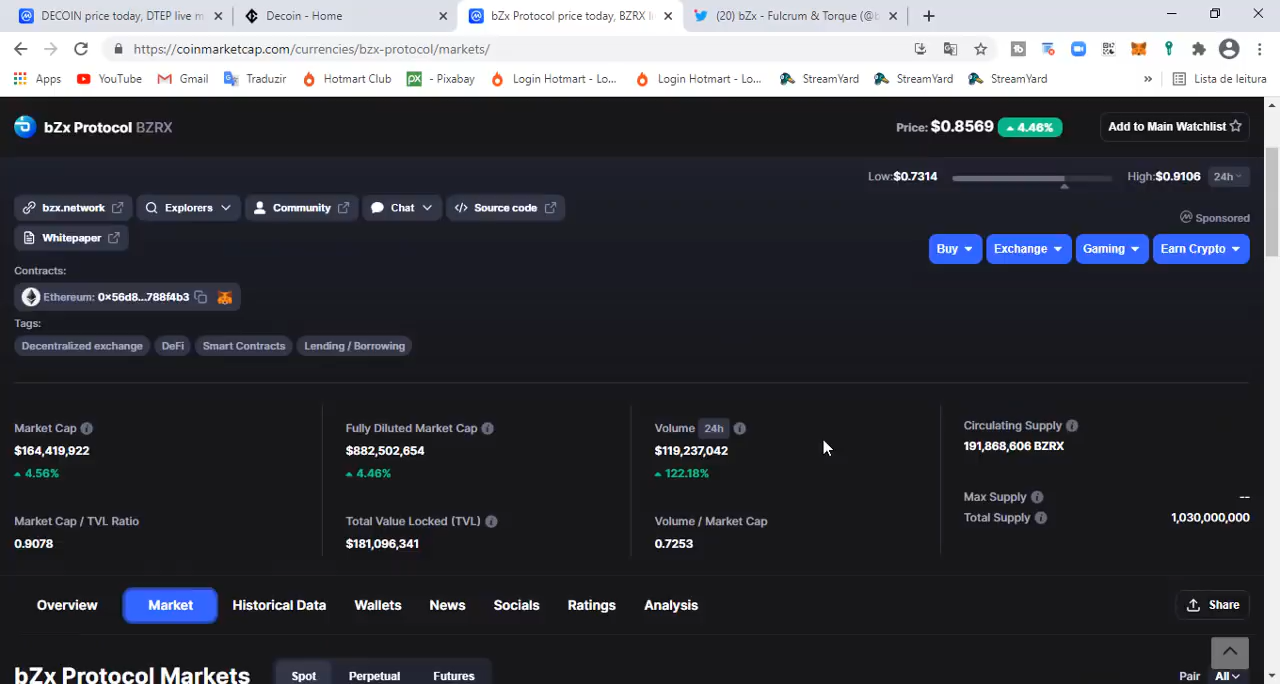 DECOIN price today, DTEP live m
Decoin - Home
bZx Protocol price today, BZRX li
(20) bZx - Fulcrum & Torque (@b
https://coinmarketcap.com/currencies/bzx-protocol/markets/
Apps YouTube Gmail Traduzir Hotmart Club - Pixabay Login Hotmart - Lo... Login Hotmart - Lo... StreamYard StreamYard StreamYard » Lista de leitura
bZx Protocol BZRX
Price: $0.8569 4.46%
Add to Main Watchlist
Low:$0.7314 High:$0.9106 24h
bzx.network Explorers Community Chat Source code
Sponsored
Whitepaper
Buy Exchange Gaming Earn Crypto
Contracts:
Ethereum: 0x56d8...788f4b3
Tags:
Decentralized exchange DeFi Smart Contracts Lending / Borrowing
Market Cap
$164,419,922
4.56%
Market Cap / TVL Ratio
0.9078
Fully Diluted Market Cap
$882,502,654
4.46%
Total Value Locked (TVL)
$181,096,341
Volume 24h
$119,237,042
122.18%
Volume / Market Cap
0.7253
Circulating Supply
191,868,606 BZRX
Max Supply --
Total Supply 1,030,000,000
Overview Market Historical Data Wallets News Socials Ratings Analysis Share
bZx Protocol Markets Spot Perpetual Futures Pair All